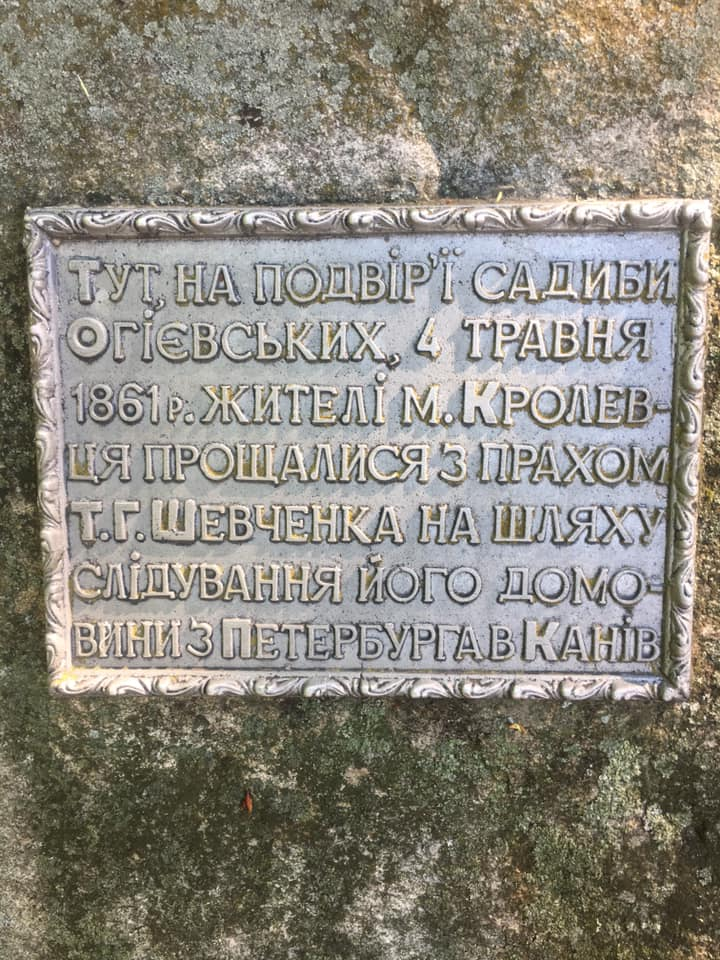 Тут, на подвір'ї садиби
Огієвських, 4 травня
1861 р. жителі м. Кролев-
ця прощалися з прахом
Т.Г. Шевченка на шляху
слідування його домо-
вини з Петербурга в Канів